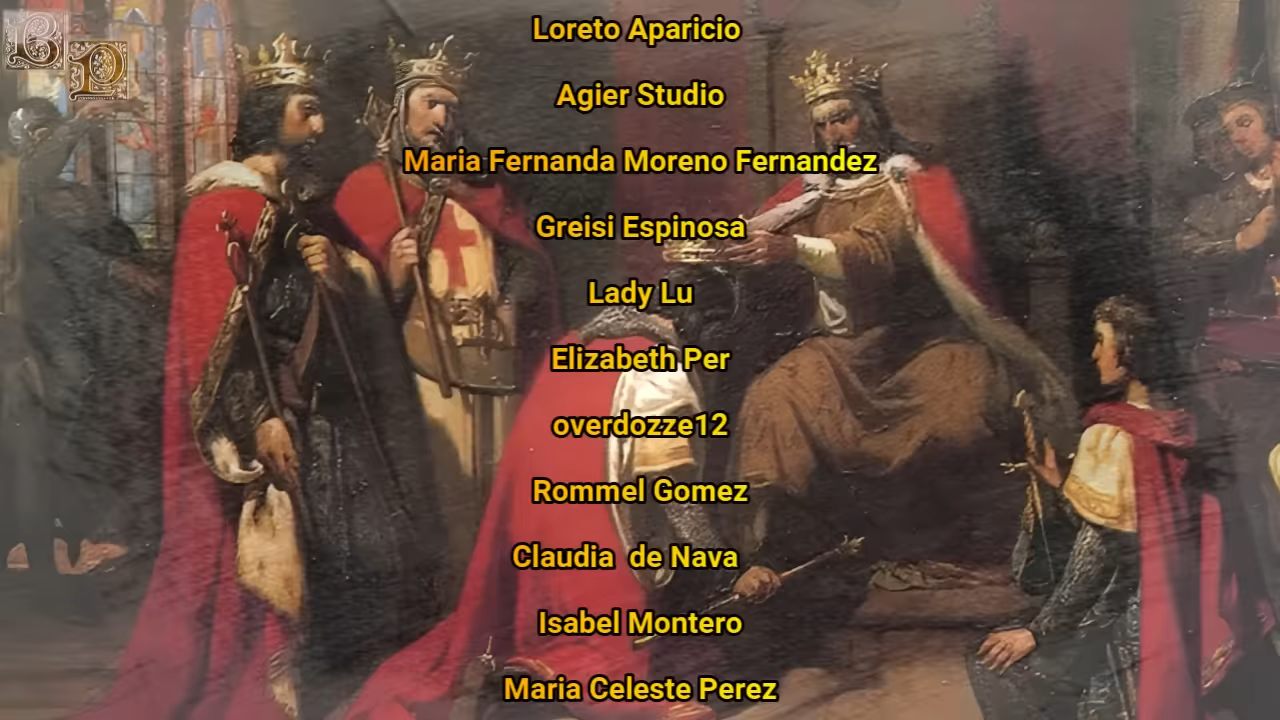 BD
Loreto Aparicio
Agier Studio
Maria Fernanda Moreno Fernandez
Greisi Espinosa
Lady Lu
Elizabeth Per
overdozze12
Rommel Gomez
Claudia  de Nava
Isabel Montero
Maria Celeste Perez